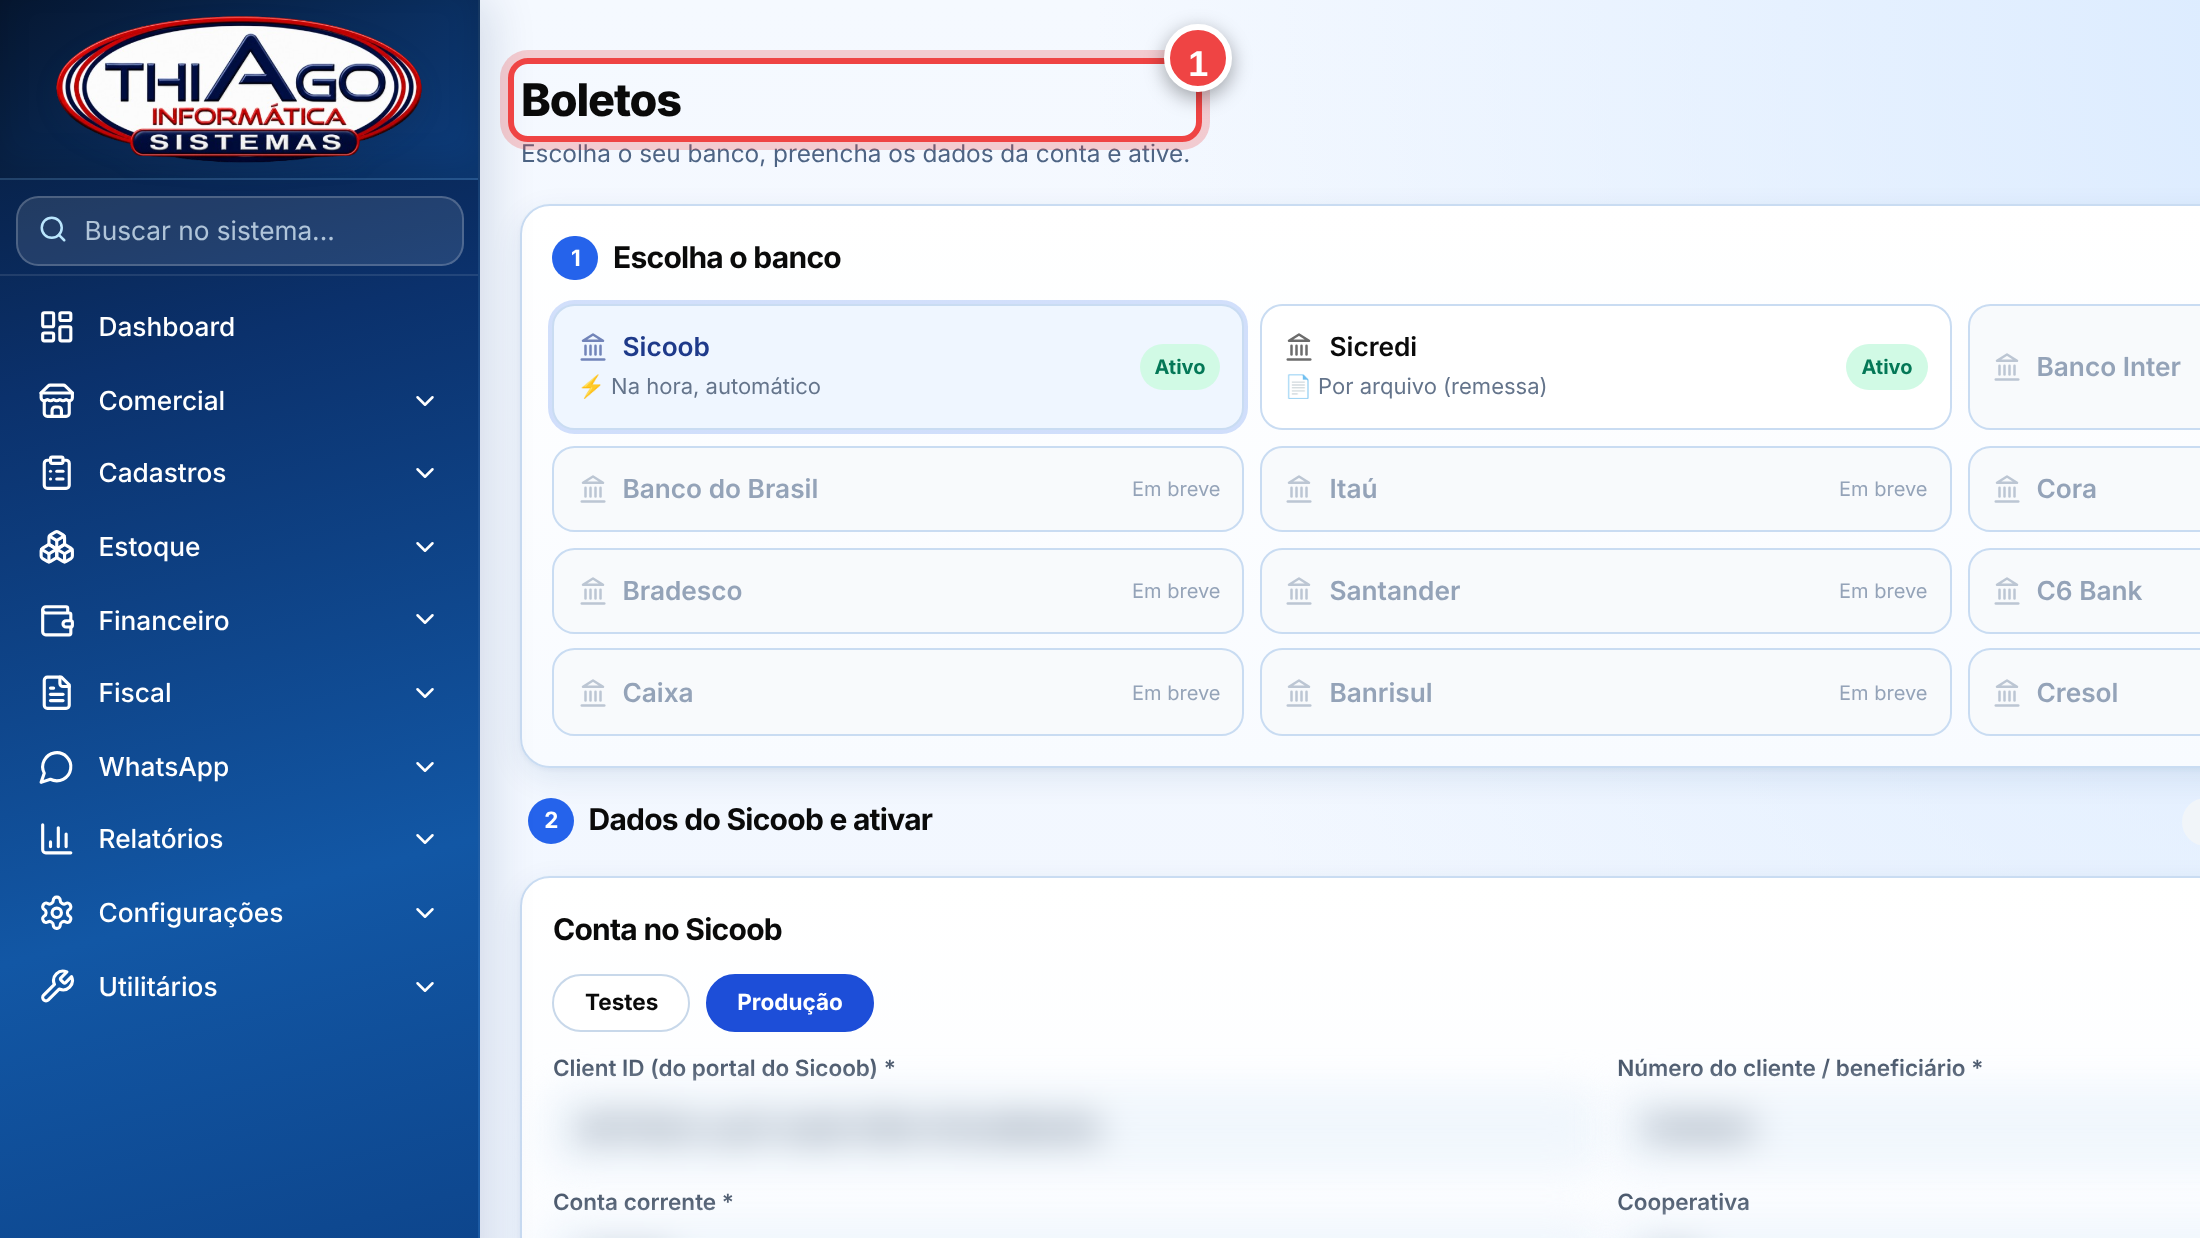 THIAGO
INFORMÁTICA
SISTEMAS
Buscar no sistema...
Dashboard
Comercial
Cadastros
Estoque
Financeiro
Fiscal
WhatsApp
Relatórios
Configurações
Utilitários
1
Boletos
Escolha o seu banco, preencha os dados da conta e ative.
1 Escolha o banco
Sicoob
Na hora, automático
Ativo
Sicredi
Por arquivo (remessa)
Ativo
Banco Inter
Banco do Brasil Em breve
Itaú Em breve
Cora
Bradesco Em breve
Santander Em breve
C6 Bank
Caixa Em breve
Banrisul Em breve
Cresol
2 Dados do Sicoob e ativar
Conta no Sicoob
Testes Produção
Client ID (do portal do Sicoob) *
Número do cliente / beneficiário *
Conta corrente *
Cooperativa